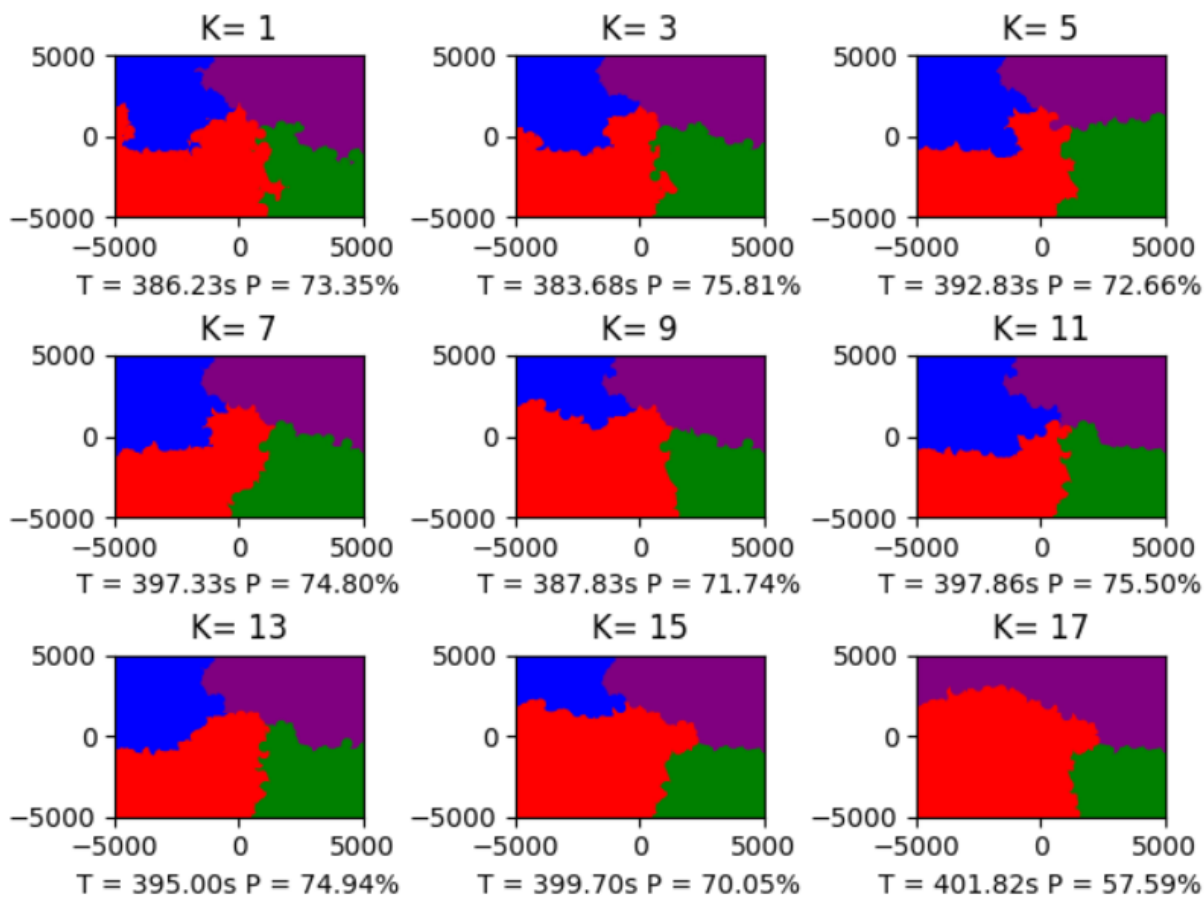 K= 1 K= 3 K= 5
5000 5000 5000
0 0 0
−5000 −5000 −5000
−5000 0 5000 −5000 0 5000 −5000 0 5000
T = 386.23s P = 73.35% T = 383.68s P = 75.81% T = 392.83s P = 72.66%
K= 7 K= 9 K= 11
5000 5000 5000
0 0 0
−5000 −5000 −5000
−5000 0 5000 −5000 0 5000 −5000 0 5000
T = 397.33s P = 74.80% T = 387.83s P = 71.74% T = 397.86s P = 75.50%
K= 13 K= 15 K= 17
5000 5000 5000
0 0 0
−5000 −5000 −5000
−5000 0 5000 −5000 0 5000 −5000 0 5000
T = 395.00s P = 74.94% T = 399.70s P = 70.05% T = 401.82s P = 57.59%